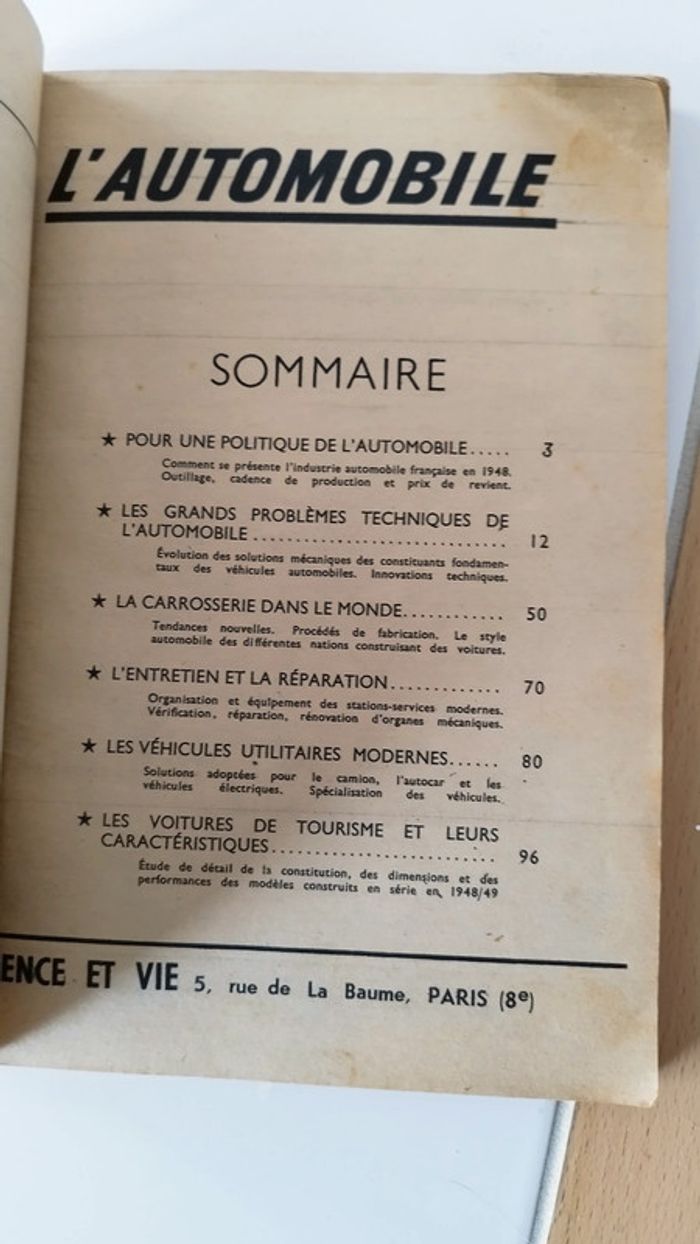 L'AUTOMOBILE
SOMMAIRE
★ POUR UNE POLITIQUE DE L'AUTOMOBILE..... 3
Comment se présente l'industrie automobile française en 1948.
Outillage, cadence de production et prix de revient.
★ LES GRANDS PROBLÈMES TECHNIQUES DE
L'AUTOMOBILE.............................. 12
Évolution des solutions mécaniques des constituants fondamen-
taux des véhicules automobiles. Innovations techniques.
★ LA CARROSSERIE DANS LE MONDE............ 50
Tendances nouvelles. Procédés de fabrication. Le style
automobile des différentes nations construisant des voitures.
★ L'ENTRETIEN ET LA RÉPARATION............. 70
Organisation et équipement des stations-services modernes.
Vérification, réparation, rénovation d'organes mécaniques.
★ LES VÉHICULES UTILITAIRES MODERNES...... 80
Solutions adoptées pour le camion, l'autocar et les
véhicules électriques. Spécialisation des véhicules.
★ LES VOITURES DE TOURISME ET LEURS
CARACTÉRISTIQUES.......................... 96
Étude de détail de la constitution, des dimensions et des
performances des modèles construits en série en 1948/49
ENCE ET VIE 5, rue de La Baume, PARIS (8e)